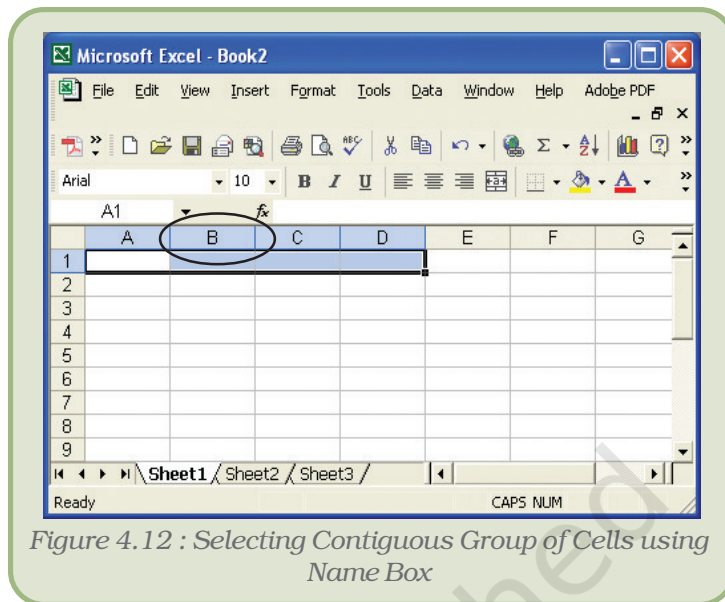 Microsoft Excel - Book2
File Edit View Insert Format Tools Data Window Help Adobe PDF
ABC Σ A Z ?
Arial 10 B I U A
A1 fx
A B C D E F G
1
2
3
4
5
6
7
8
9
Sheet1 Sheet2 Sheet3
Ready CAPS NUM
Figure 4.12 : Selecting Contiguous Group of Cells using
Name Box